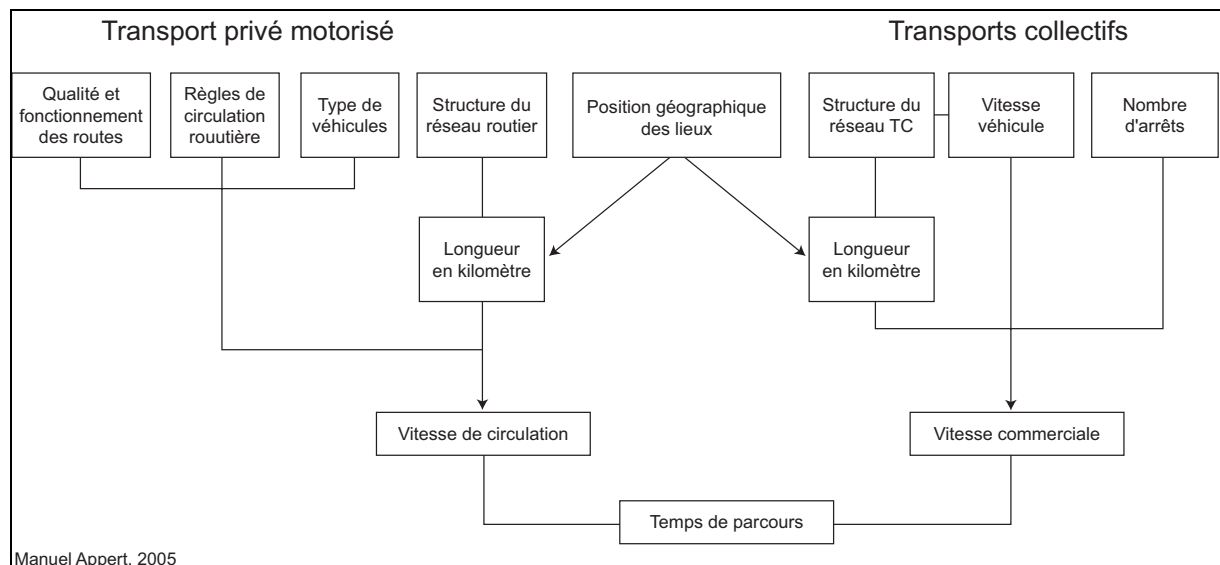 Transport privé motorisé
Transports collectifs
Qualité et
fonctionnement
des routes
Règles de
circulation
rouutière
Type de
véhicules
Structure du
réseau routier
Position géographique
des lieux
Structure du
réseau TC
Vitesse
véhicule
Nombre
d'arrêts
Longueur
en kilomètre
Longueur
en kilomètre
Vitesse de circulation
Vitesse commerciale
Temps de parcours
Manuel Appert, 2005